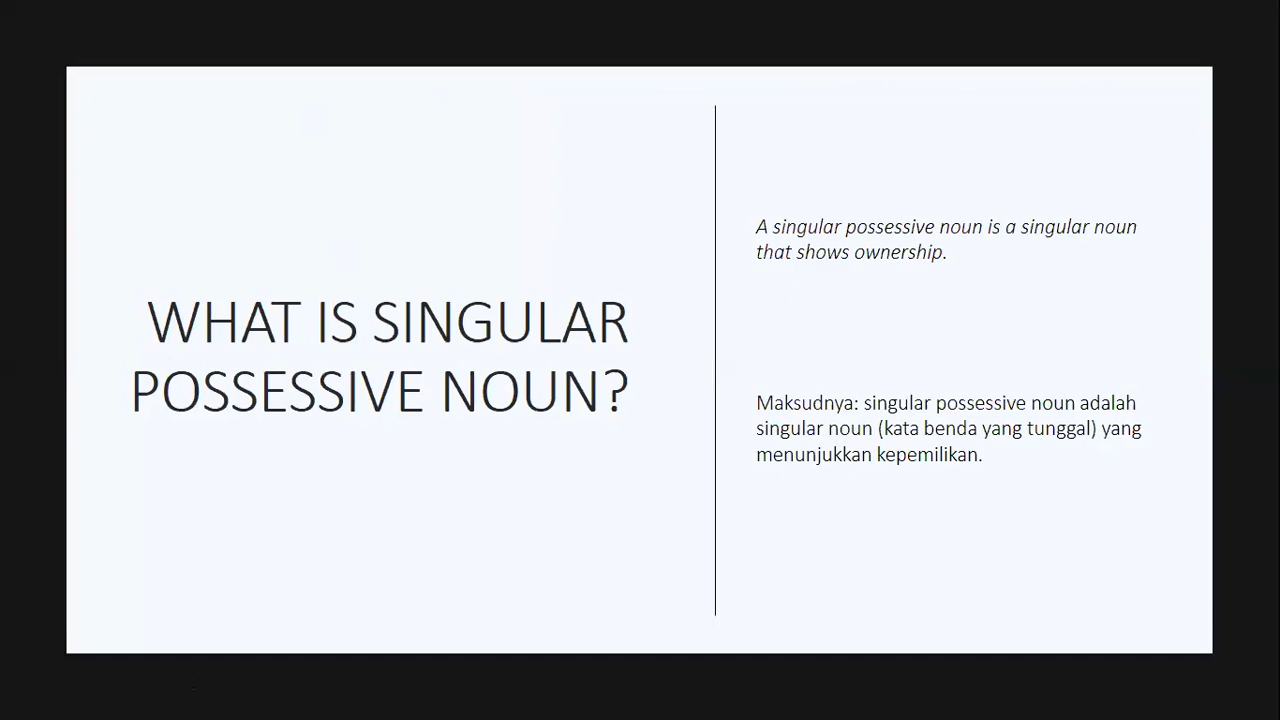 WHAT IS SINGULAR
POSSESSIVE NOUN?
A singular possessive noun is a singular noun
that shows ownership.
Maksudnya: singular possessive noun adalah
singular noun (kata benda yang tunggal) yang
menunjukkan kepemilikan.